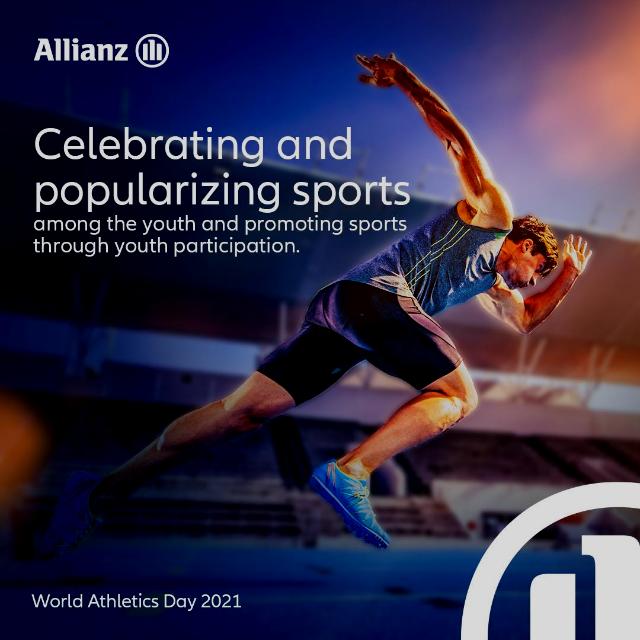 Allianz
Celebrating and
popularizing sports
among the youth and promoting sports
through youth participation.
World Athletics Day 2021